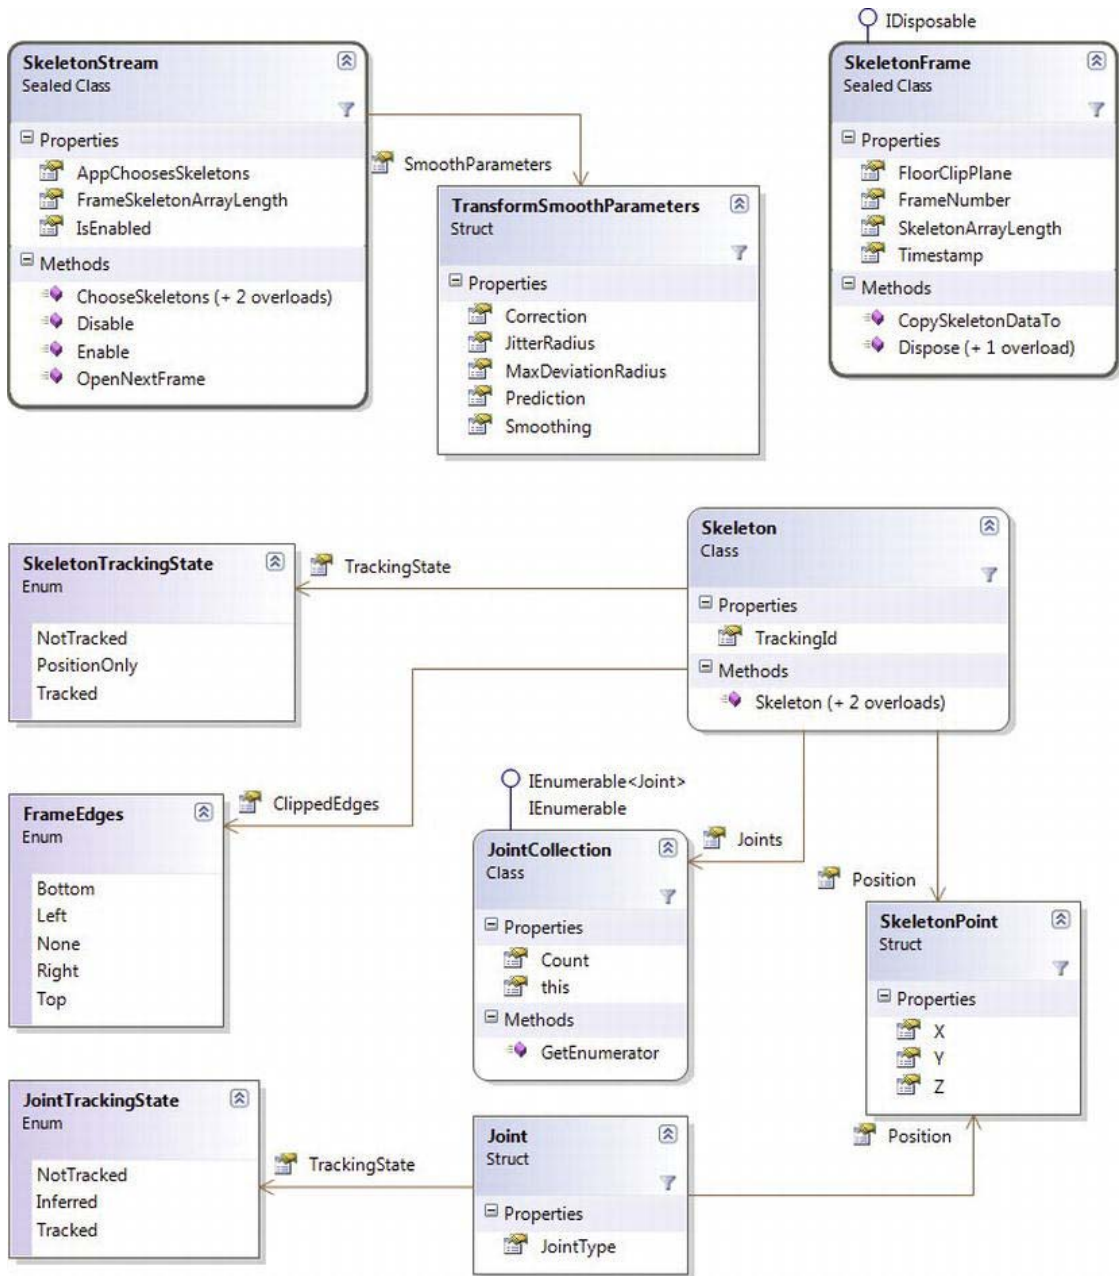 SkeletonStream
Sealed Class
Properties
AppChoosesSkeletons
FrameSkeletonArrayLength
IsEnabled
Methods
ChooseSkeletons (+ 2 overloads)
Disable
Enable
OpenNextFrame
SmoothParameters
TransformSmoothParameters
Struct
Properties
Correction
JitterRadius
MaxDeviationRadius
Prediction
Smoothing
IDisposable
SkeletonFrame
Sealed Class
Properties
FloorClipPlane
FrameNumber
SkeletonArrayLength
Timestamp
Methods
CopySkeletonDataTo
Dispose (+ 1 overload)
Skeleton
Class
Properties
TrackingId
Methods
Skeleton (+ 2 overloads)
TrackingState
SkeletonTrackingState
Enum
NotTracked
PositionOnly
Tracked
ClippedEdges
FrameEdges
Enum
Bottom
Left
None
Right
Top
IEnumerable<Joint>
IEnumerable
Joints
JointCollection
Class
Properties
Count
this
Methods
GetEnumerator
Position
SkeletonPoint
Struct
Properties
X
Y
Z
JointTrackingState
Enum
NotTracked
Inferred
Tracked
TrackingState
Joint
Struct
Properties
JointType
Position